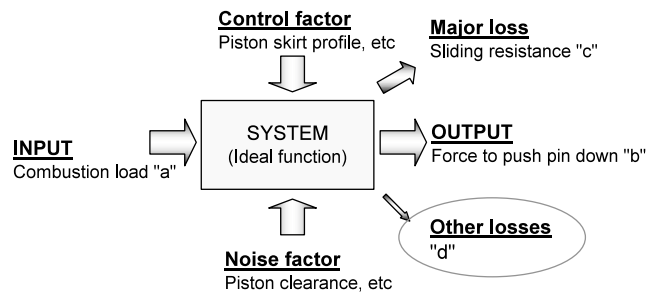 Control factor
Piston skirt profile, etc
Major loss
Sliding resistance "c"
INPUT
Combustion load "a"
SYSTEM
(Ideal function)
OUTPUT
Force to push pin down "b"
Noise factor
Piston clearance, etc
Other losses
"d"